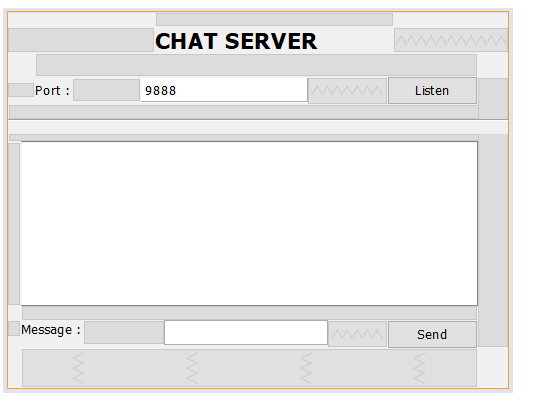 CHAT SERVER
Port : 9888 Listen
Message : Send